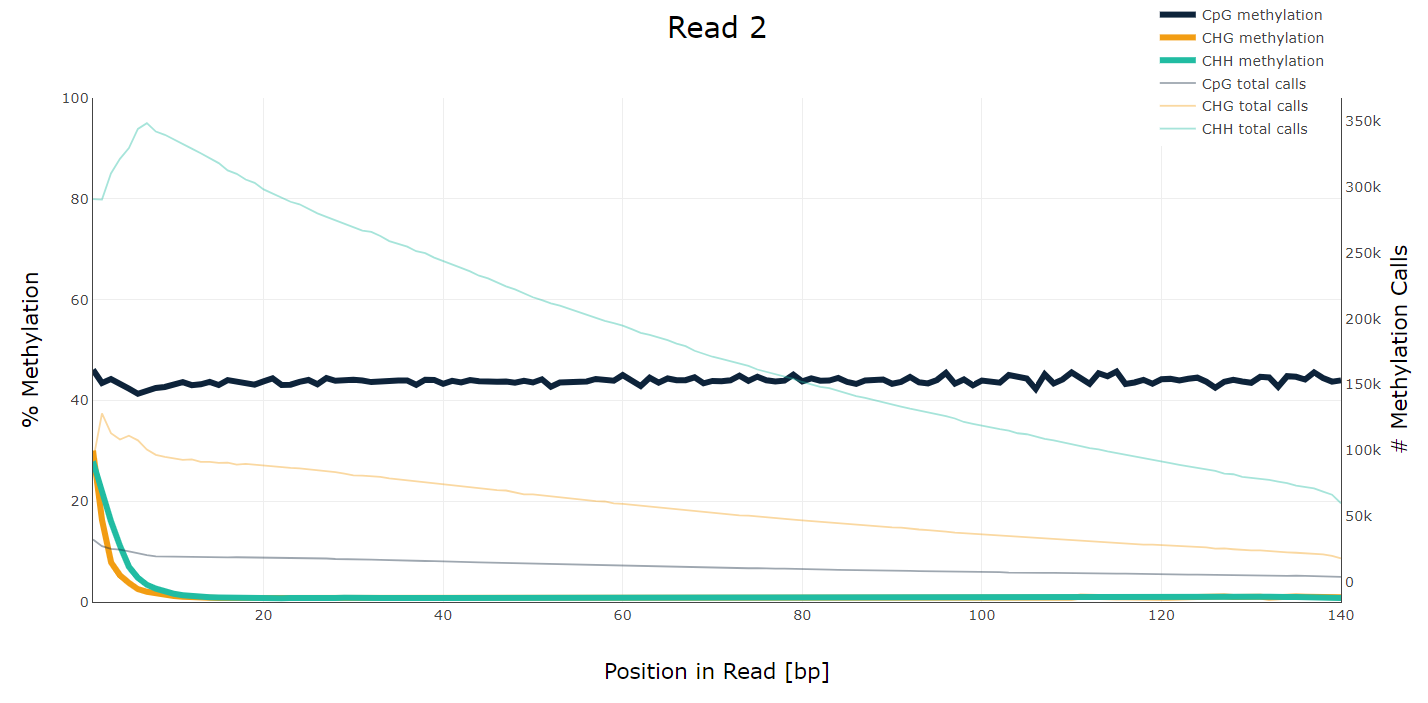 Read 2
CpG methylation
CHG methylation
CHH methylation
CpG total calls
CHG total calls
CHH total calls
100
80
60
40
20
0
% Methylation
350k
300k
250k
200k
150k
100k
50k
0
# Methylation Calls
20 40 60 80 100 120 140
Position in Read [bp]